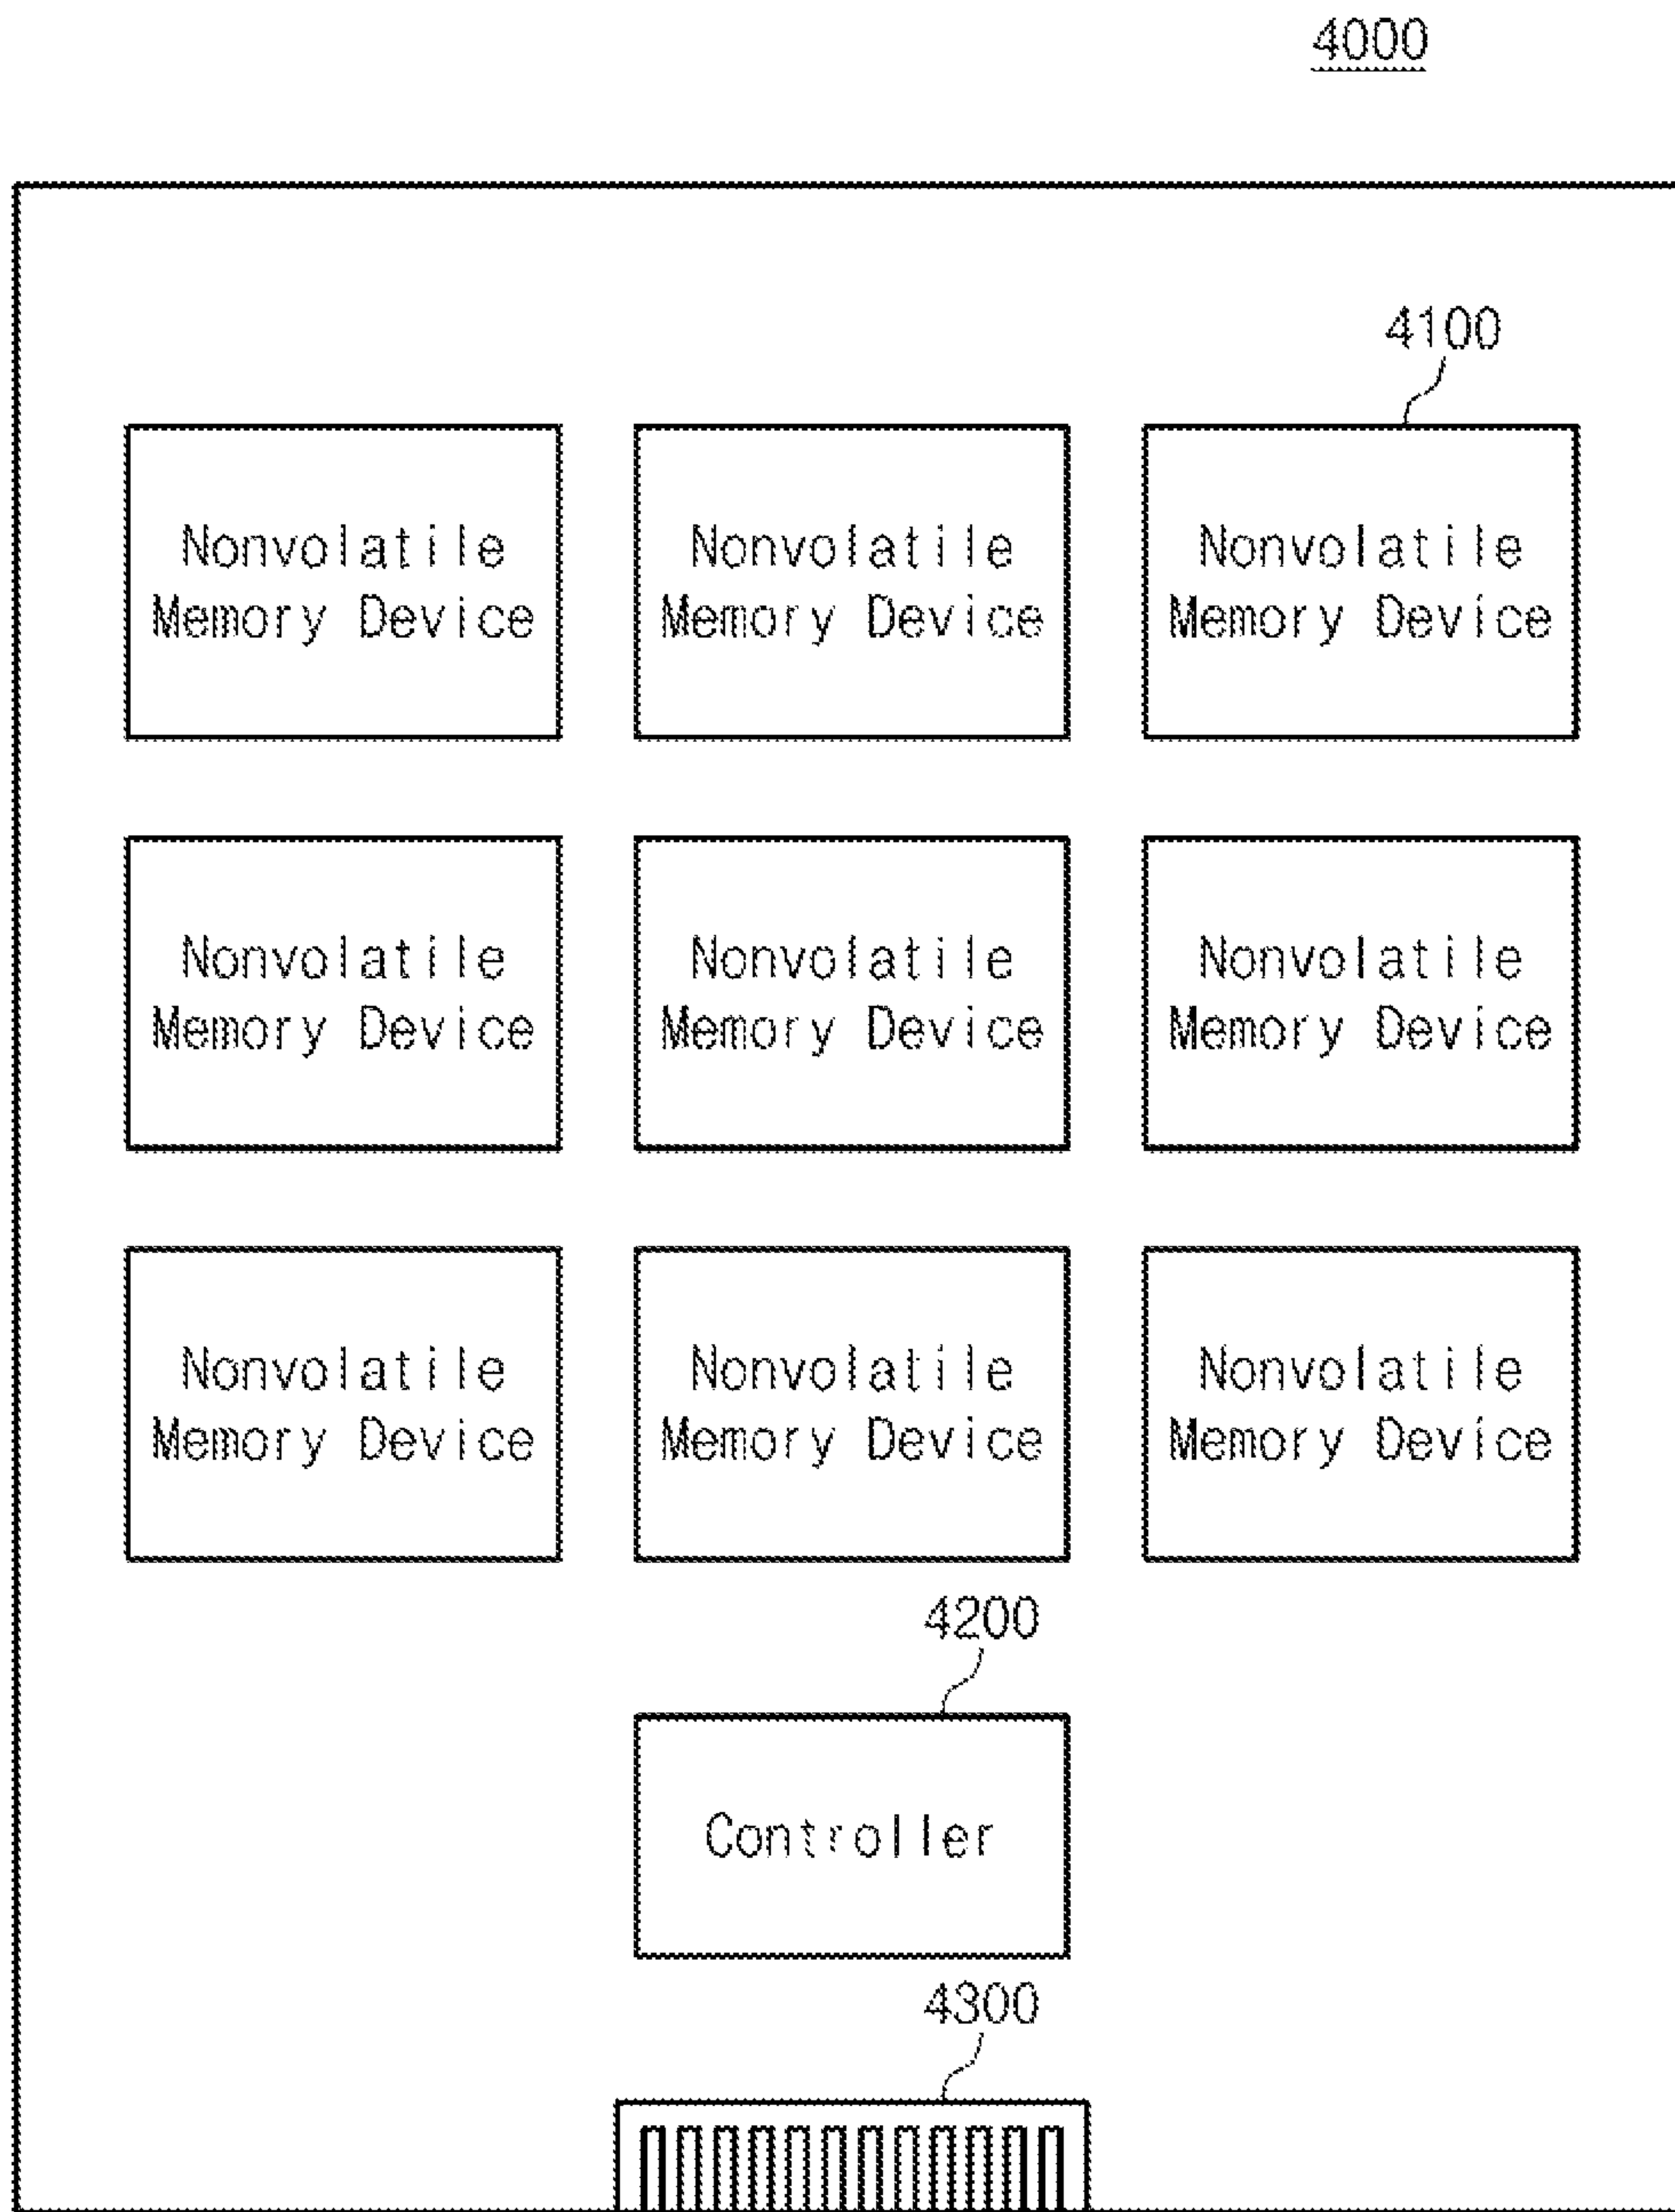 4000
4100
Nonvolatile Nonvolatile Nonvolatile
Memory Device Memory Device Memory Device
Nonvolatile Nonvolatile Nonvolatile
Memory Device Memory Device Memory Device
Nonvolatile Nonvolatile Nonvolatile
Memory Device Memory Device Memory Device
4200
Controller
4300